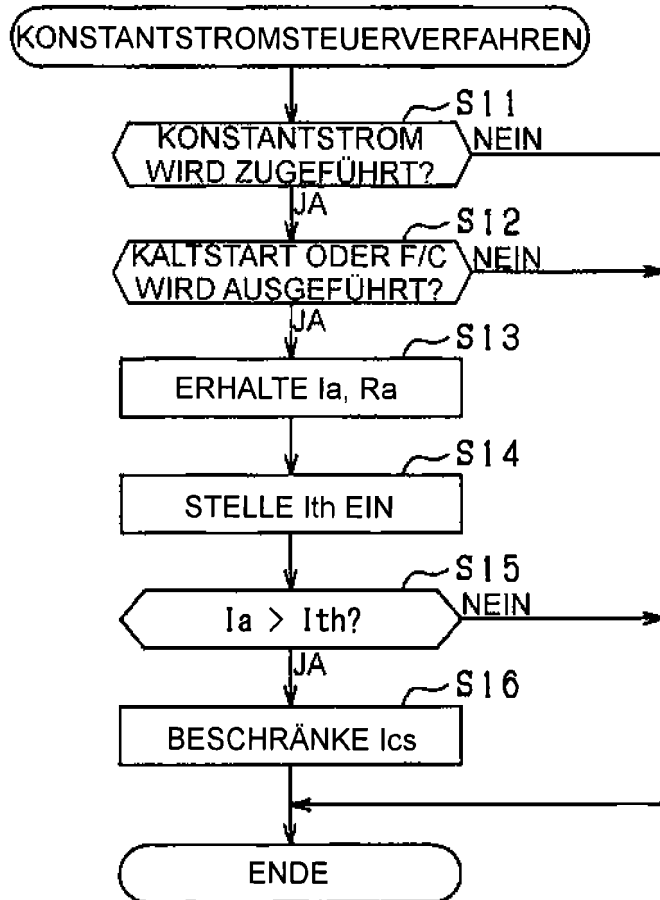 KONSTANTSTROMSTEUERVERFAHREN
S11
KONSTANTSTROM
WIRD ZUGEFÜHRT?
NEIN
JA
S12
KALTSTART ODER F/C
WIRD AUSGEFÜHRT?
NEIN
JA
S13
ERHALTE Ia, Ra
S14
STELLE Ith EIN
S15
Ia > Ith?
NEIN
JA
S16
BESCHRÄNKE Ics
ENDE